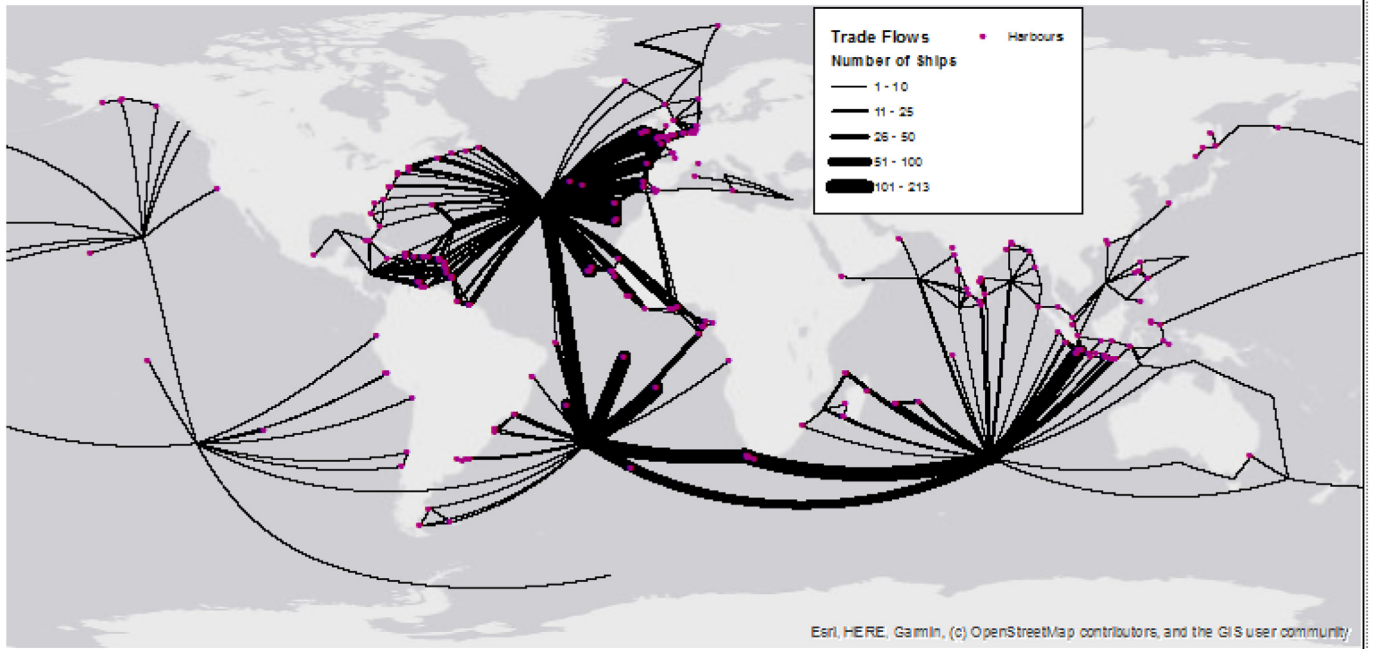 Trade Flows
Harbours
Number of Ships
1 - 10
11 - 25
26 - 50
51 - 100
101 - 213
Esri, HERE, Garmin, (c) OpenStreetMap contributors, and the GIS user community